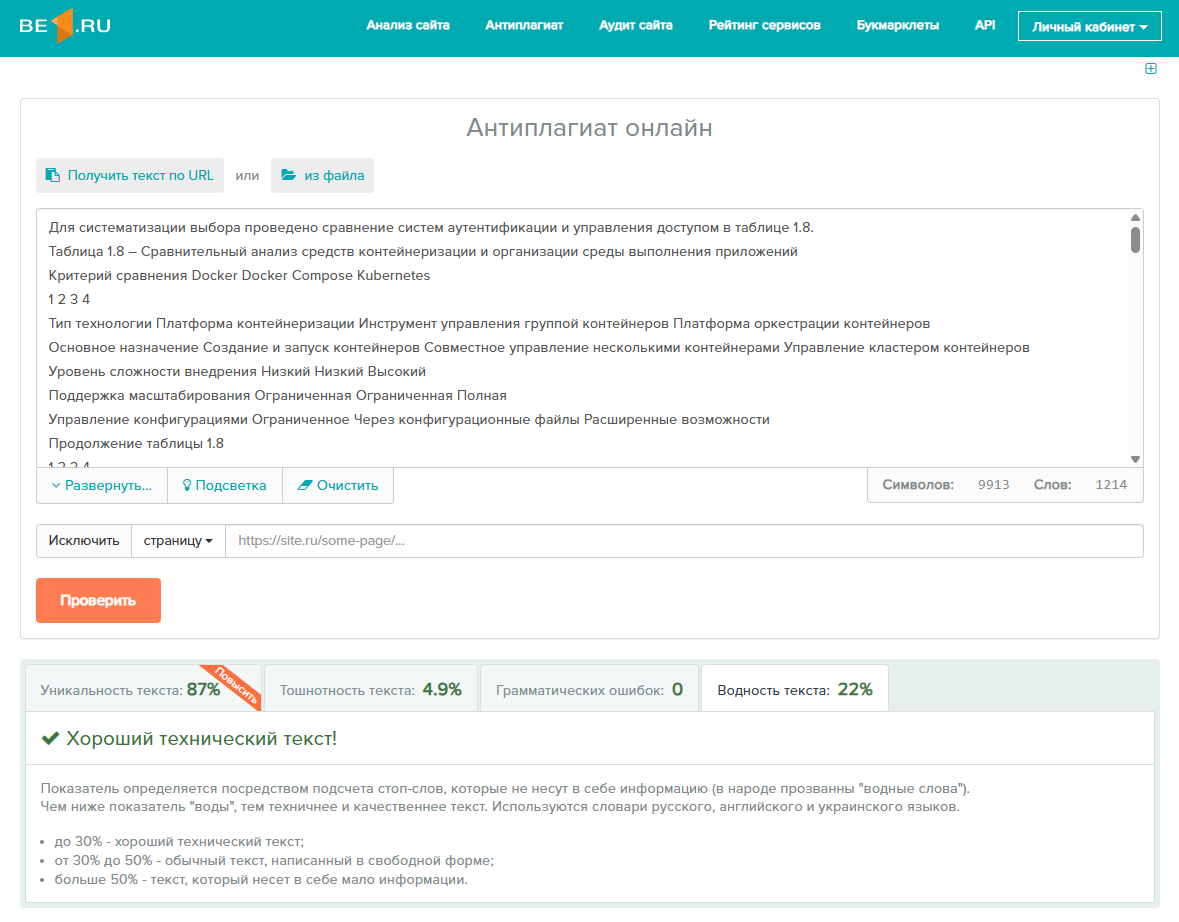 BE1.RU
Анализ сайта Антиплагиат Аудит сайта Рейтинг сервисов Букмарклеты API Личный кабинет
Антиплагиат онлайн
Получить текст по URL или из файла
Для систематизации выбора проведено сравнение систем аутентификации и управления доступом в таблице 1.8.
Таблица 1.8 – Сравнительный анализ средств контейнеризации и организации среды выполнения приложений
Критерий сравнения Docker Docker Compose Kubernetes
1 2 3 4
Тип технологии Платформа контейнеризации Инструмент управления группой контейнеров Платформа оркестрации контейнеров
Основное назначение Создание и запуск контейнеров Совместное управление несколькими контейнерами Управление кластером контейнеров
Уровень сложности внедрения Низкий Низкий Высокий
Поддержка масштабирования Ограниченная Ограниченная Полная
Управление конфигурациями Ограниченное Через конфигурационные файлы Расширенные возможности
Продолжение таблицы 1.8
1 2 3 4
Развернуть... Подсветка Очистить Символов: 9913 Слов: 1214
Исключить страницу https://site.ru/some-page/...
Проверить
Уникальность текста: 87% Повысить Тошнотность текста: 4.9% Грамматических ошибок: 0 Водность текста: 22%
Хороший технический текст!
Показатель определяется посредством подсчета стоп-слов, которые не несут в себе информацию (в народе прозванны "водные слова").
Чем ниже показатель "воды", тем техничнее и качественнее текст. Используются словари русского, английского и украинского языков.
• до 30% - хороший технический текст;
• от 30% до 50% - обычный текст, написанный в свободной форме;
• больше 50% - текст, который несет в себе мало информации.